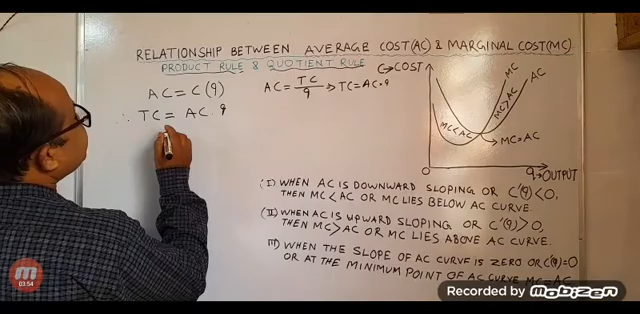 RELATIONSHIP BETWEEN AVERAGE COST(AC) & MARGINAL COST(MC)
PRODUCT RULE & QUOTIENT RULE
AC = C(q)
∴ TC = AC. q
AC = TC/q → TC = AC.q
C→COST
MC
AC
MC<AC
MC>AC
MC=AC
O
q→OUTPUT
(I) WHEN AC IS DOWNWARD SLOPING OR C'(q)<0,
THEN MC<AC OR MC LIES BELOW AC CURVE.
(II) WHEN AC IS UPWARD SLOPING OR C'(q)>0,
THEN MC>AC OR MC LIES ABOVE AC CURVE.
III) WHEN THE SLOPE OF AC CURVE IS ZERO OR C'(q)=0
OR AT THE MINIMUM POINT OF AC CURVE MC=AC
03:54
Recorded by Mobizen